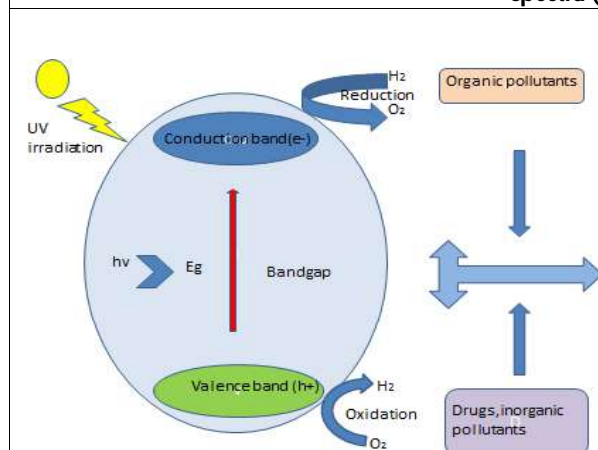 H₂
Reduction
O₂
Organic pollutants
UV
irradiation
Conduction band(e-)
hv
Eg
Bandgap
Valence band (h+)
H₂
Oxidation
O₂
Drugs, inorganic
pollutants